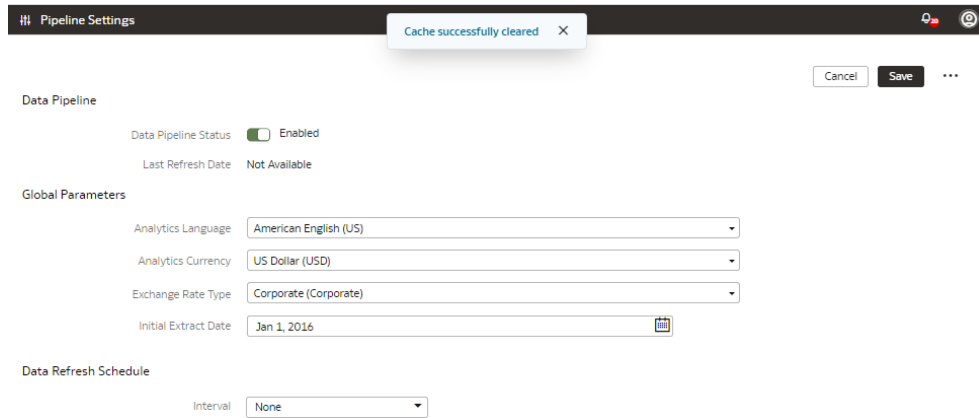 Pipeline Settings
20
Cache successfully cleared
Cancel Save
Data Pipeline
Data Pipeline Status Enabled
Last Refresh Date Not Available
Global Parameters
Analytics Language American English (US)
Analytics Currency US Dollar (USD)
Exchange Rate Type Corporate (Corporate)
Initial Extract Date Jan 1, 2016
Data Refresh Schedule
Interval None